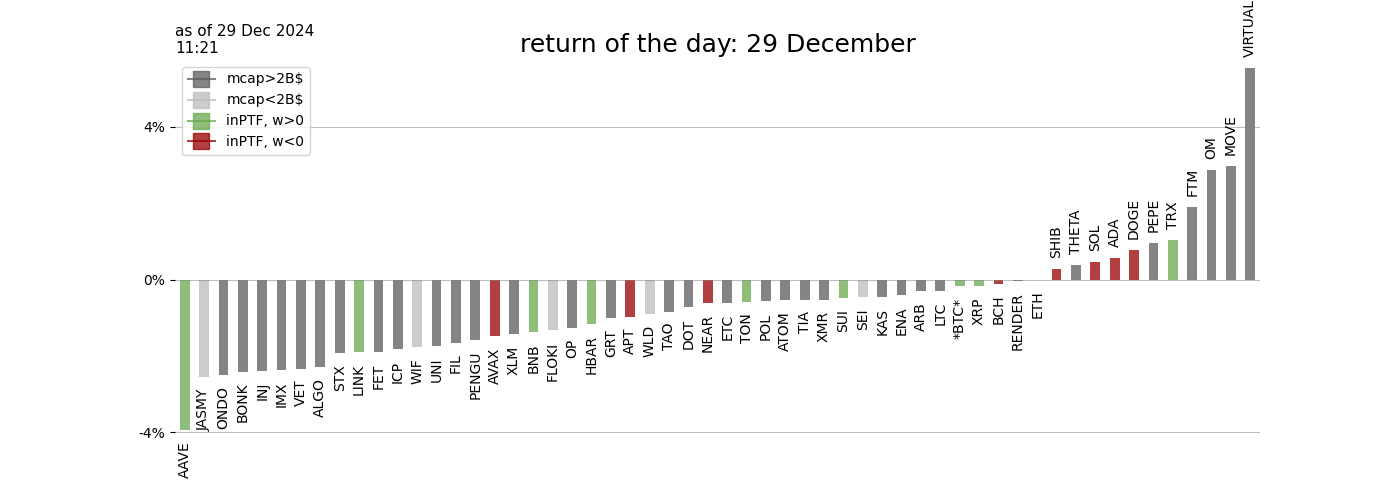 as of 29 Dec 2024
11:21
return of the day: 29 December
mcap>2B$
mcap<2B$
inPTF, w>0
inPTF, w<0
4%
0%
-4%
AAVE
JASMY
ONDO
BONK
INJ
IMX
VET
ALGO
STX
LINK
FET
ICP
WIF
UNI
FIL
PENGU
AVAX
XLM
BNB
FLOKI
OP
HBAR
GRT
APT
WLD
TAO
DOT
NEAR
ETC
TON
POL
ATOM
TIA
XMR
SUI
SEI
KAS
ENA
ARB
LTC
*BTC*
XRP
BCH
RENDER
ETH
SHIB
THETA
SOL
ADA
DOGE
PEPE
TRX
FTM
OM
MOVE
VIRTUAL